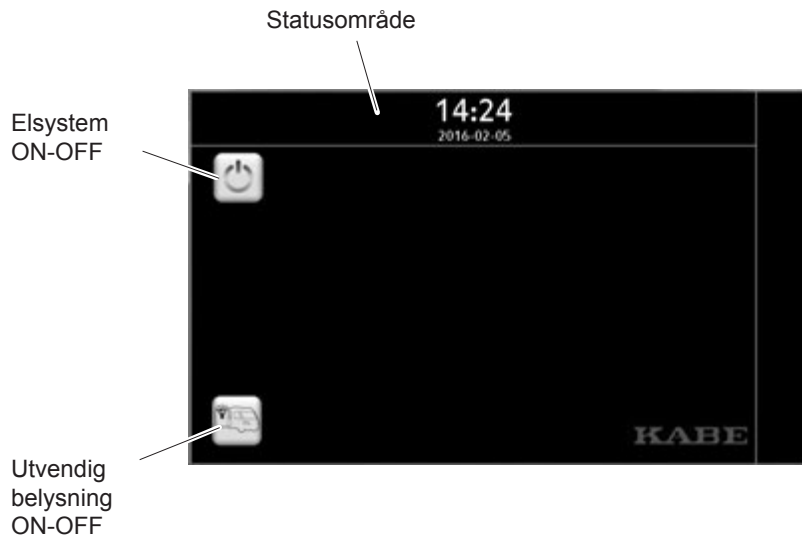 Statusområde
14:24
2016-02-05
Elsystem
ON-OFF
KABE
Utvendig
belysning
ON-OFF